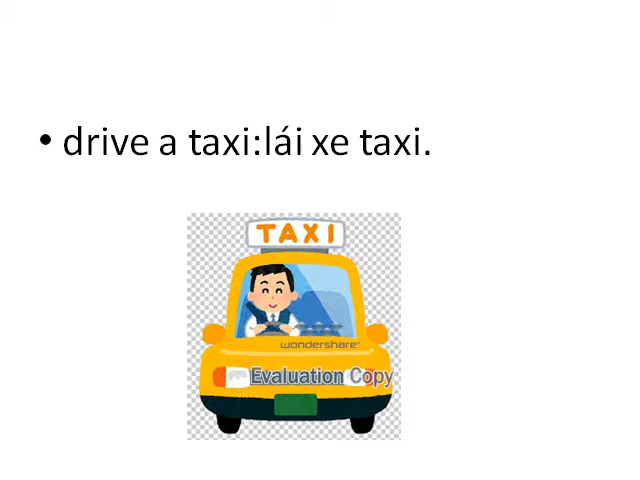 • drive a taxi:lái xe taxi.
TAXI
wondershare®
Evaluation Copy